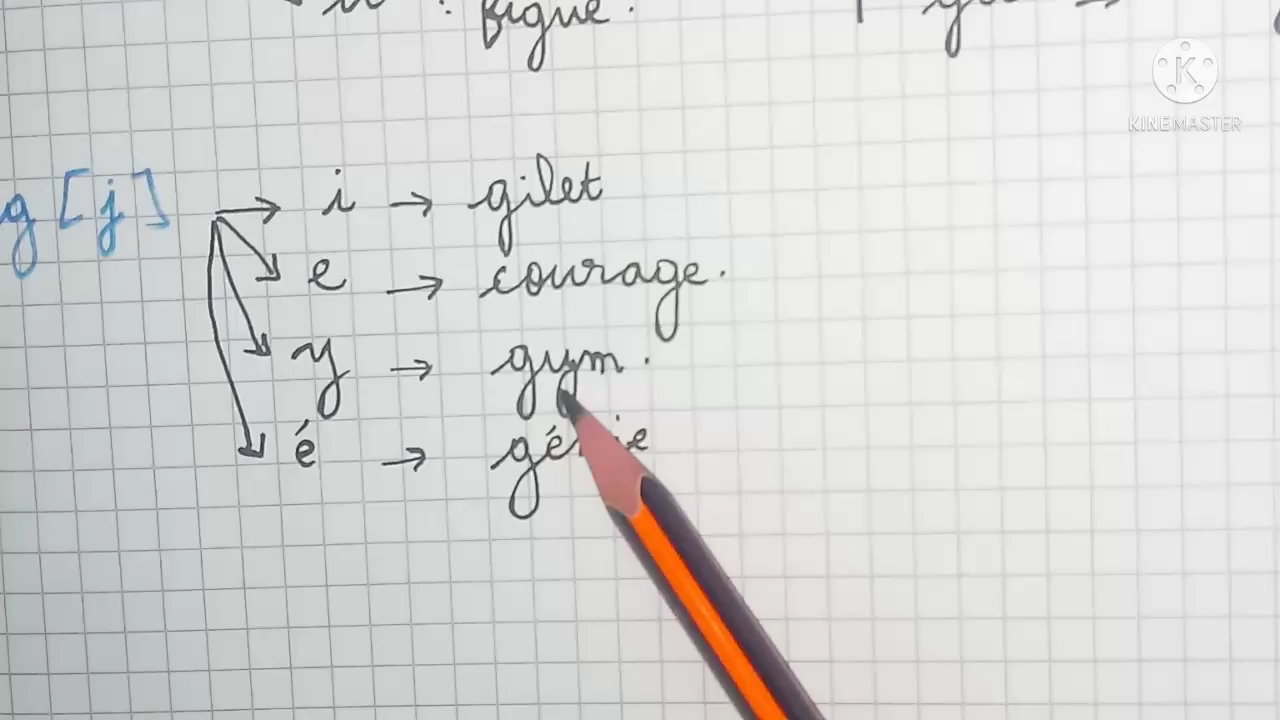 u : figue.
K
KINEMASTER
g [j] → i → gilet
e → courage.
y → gym.
é → génie